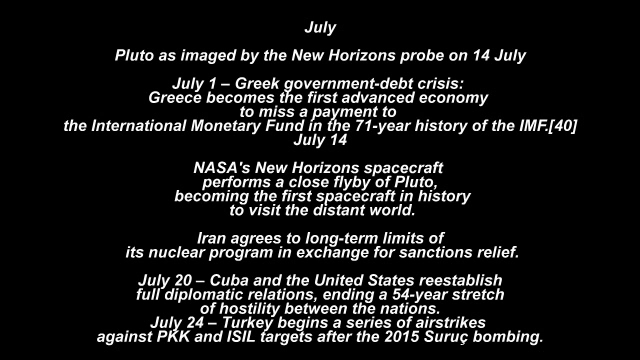 July
Pluto as imaged by the New Horizons probe on 14 July
July 1 – Greek government-debt crisis:
Greece becomes the first advanced economy
to miss a payment to
the International Monetary Fund in the 71-year history of the IMF.[40]
July 14
NASA's New Horizons spacecraft
performs a close flyby of Pluto,
becoming the first spacecraft in history
to visit the distant world.
Iran agrees to long-term limits of
its nuclear program in exchange for sanctions relief.
July 20 – Cuba and the United States reestablish
full diplomatic relations, ending a 54-year stretch
of hostility between the nations.
July 24 – Turkey begins a series of airstrikes
against PKK and ISIL targets after the 2015 Suruç bombing.